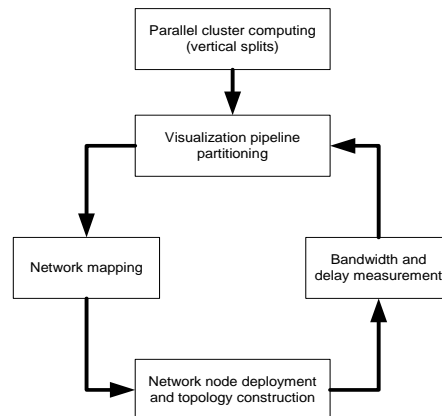 Parallel cluster computing
(vertical splits)
Visualization pipeline
partitioning
Network mapping
Bandwidth and
delay measurement
Network node deployment
and topology construction